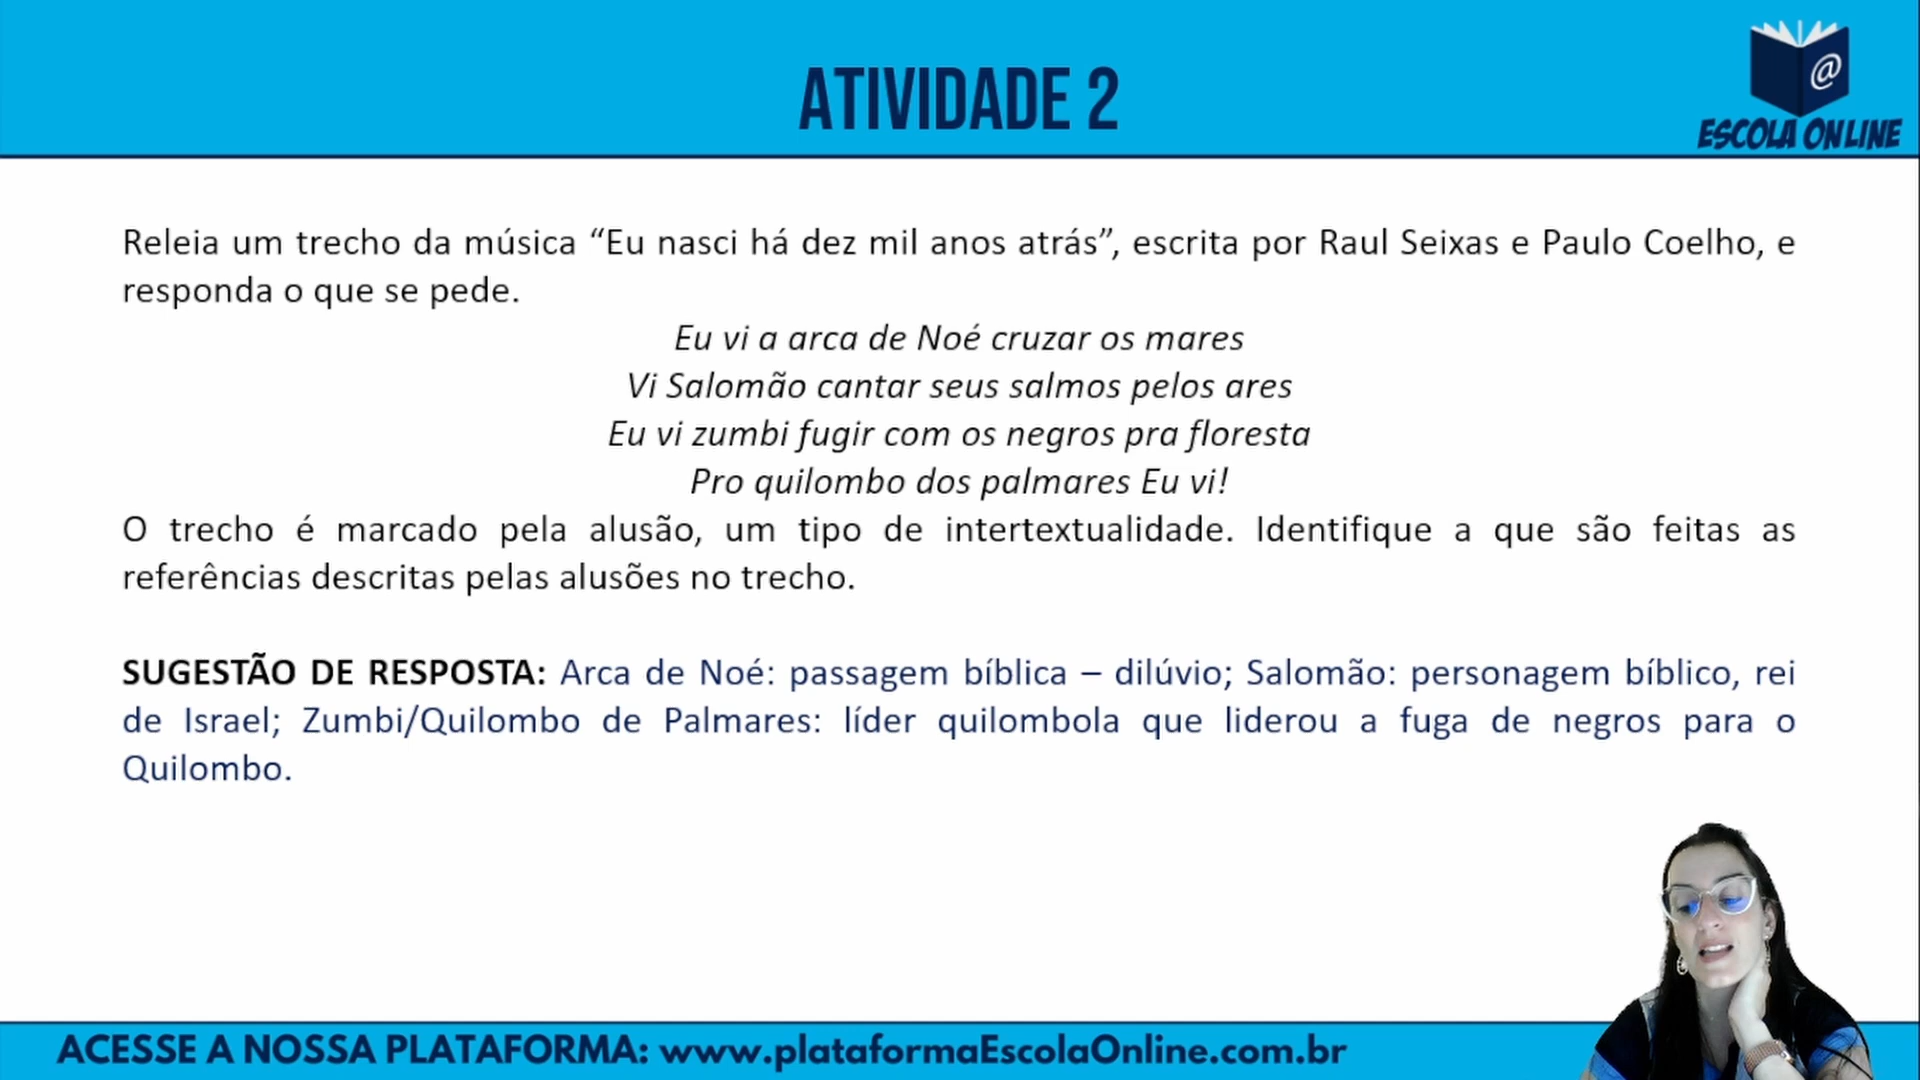 ATIVIDADE 2
@
ESCOLA ONLINE
Releia um trecho da música “Eu nasci há dez mil anos atrás”, escrita por Raul Seixas e Paulo Coelho, e
responda o que se pede.
Eu vi a arca de Noé cruzar os mares
Vi Salomão cantar seus salmos pelos ares
Eu vi zumbi fugir com os negros pra floresta
Pro quilombo dos palmares Eu vi!
O trecho é marcado pela alusão, um tipo de intertextualidade. Identifique a que são feitas as
referências descritas pelas alusões no trecho.
SUGESTÃO DE RESPOSTA: Arca de Noé: passagem bíblica – dilúvio; Salomão: personagem bíblico, rei
de Israel; Zumbi/Quilombo de Palmares: líder quilombola que liderou a fuga de negros para o
Quilombo.
ACESSE A NOSSA PLATAFORMA: www.plataformaEscolaOnline.com.br